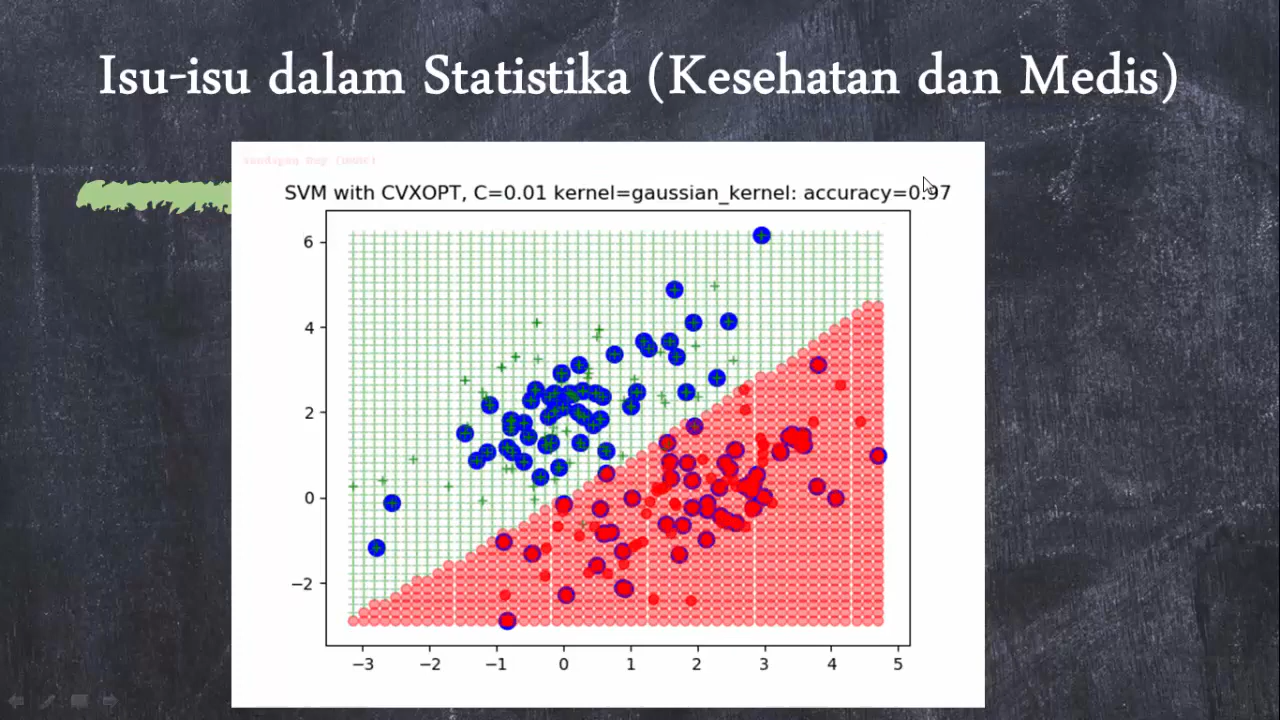 Isu-isu dalam Statistika (Kesehatan dan Medis)
SVM with CVXOPT, C=0.01 kernel=gaussian_kernel: accuracy=0.97
6
4
2
0
−2
−3 −2 −1 0 1 2 3 4 5